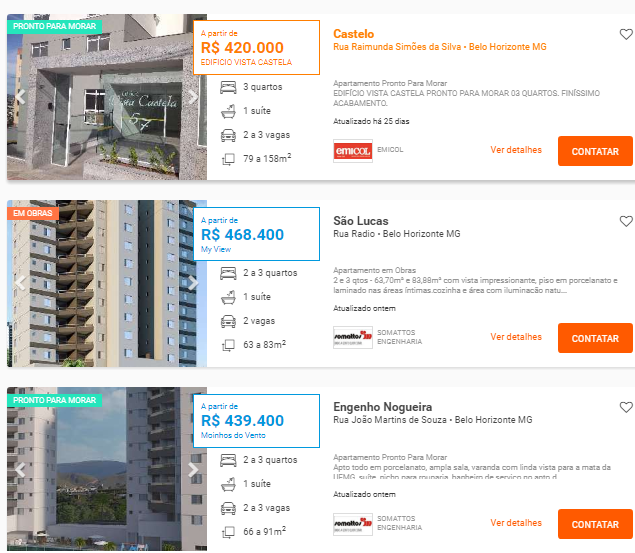 PRONTO PARA MORAR
A partir de
R$ 420.000
EDIFICIO VISTA CASTELA
3 quartos
1 suíte
2 a 3 vagas
79 a 158m²
Castelo
Rua Raimunda Simões da Silva • Belo Horizonte MG
Apartamento Pronto Para Morar
EDIFÍCIO VISTA CASTELA PRONTO PARA MORAR 03 QUARTOS. FINÍSSIMO
ACABAMENTO.
Atualizado há 25 dias
EMICOL
EMICOL
Ver detalhes
CONTATAR
EM OBRAS
A partir de
R$ 468.400
My View
2 a 3 quartos
1 suíte
2 vagas
63 a 83m²
São Lucas
Rua Radio • Belo Horizonte MG
Apartamento em Obras
2 e 3 qtos - 63,70m² e 83,88m² com vista impressionante, piso em porcelanato e
laminado nas áreas íntimas.cozinha e área com iluminacão natu...
Atualizado ontem
somattos
SOMATTOS
ENGENHARIA
Ver detalhes
CONTATAR
PRONTO PARA MORAR
A partir de
R$ 439.400
Moinhos do Vento
2 a 3 quartos
1 suíte
2 a 3 vagas
66 a 91m²
Engenho Nogueira
Rua João Martins de Souza • Belo Horizonte MG
Apartamento Pronto Para Morar
Apto todo em porcelanato, ampla sala, varanda com linda vista para a mata da
UFMG, suíte, nicho para rouparia, banheiro de serviço no apto d
Atualizado ontem
somattos
SOMATTOS
ENGENHARIA
Ver detalhes
CONTATAR